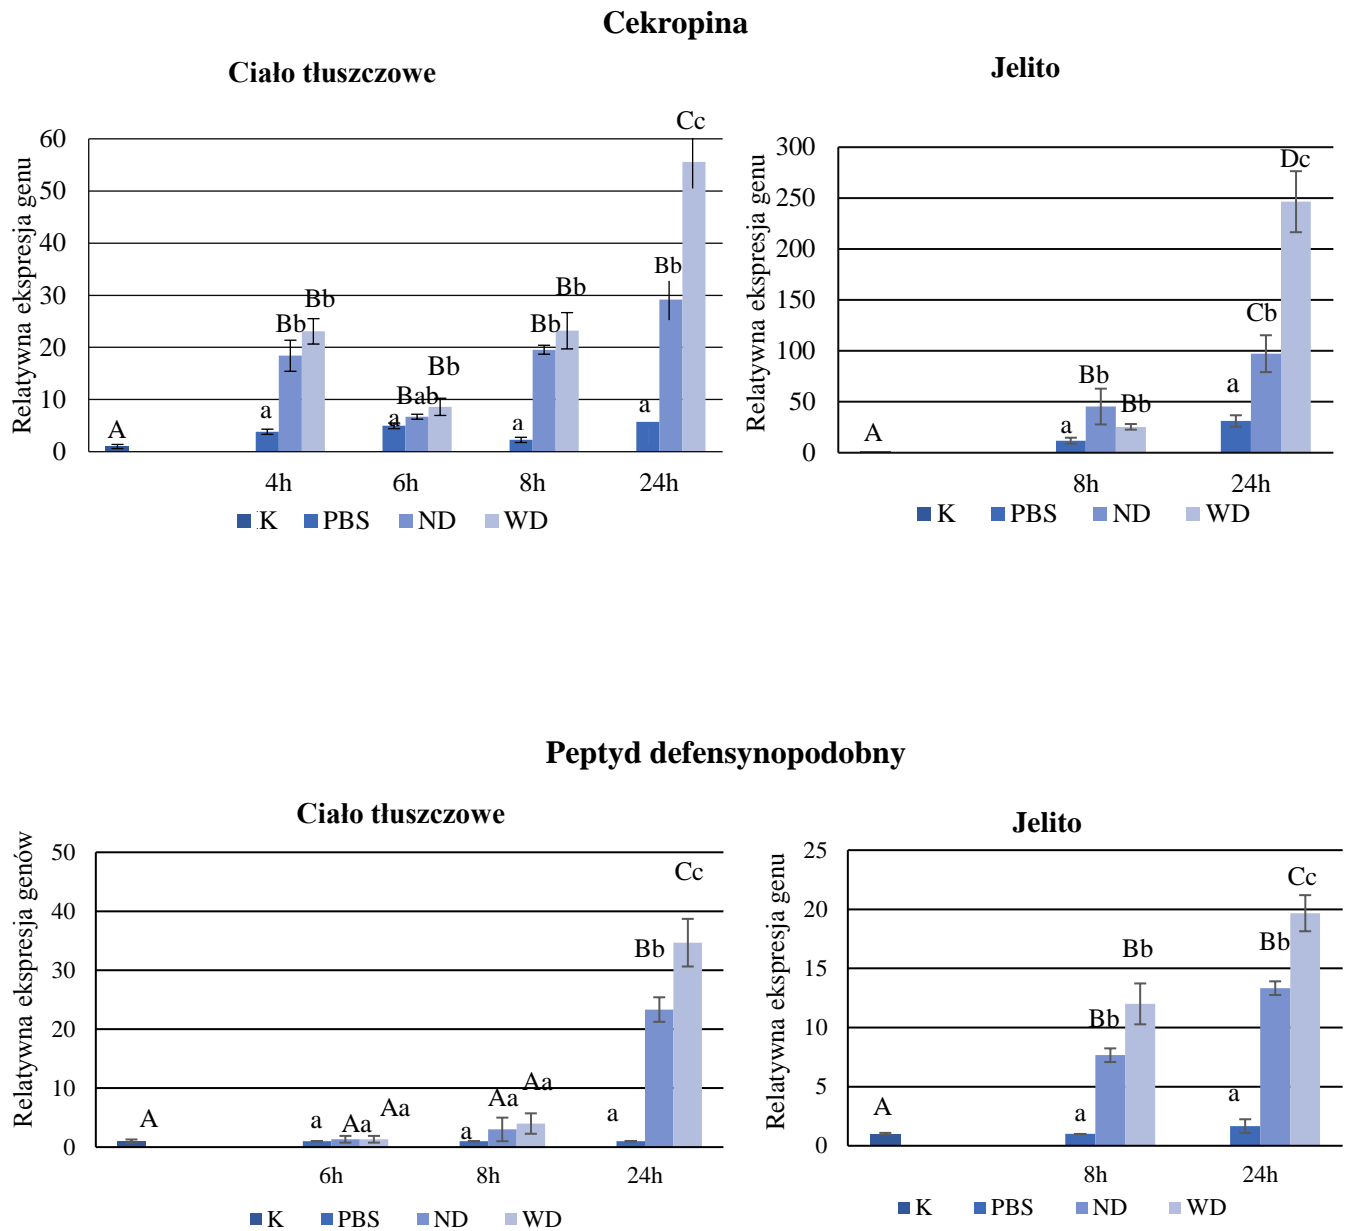 Cekropina
Ciało tłuszczowe
Relatywna ekspresja genu
60
50
40
30
20
10
0
A
a
Bb
Bb
a
Bab
Bb
a
Bb
Bb
a
Bb
Cc
4h 6h 8h 24h
K PBS ND WD
Jelito
Relatywna ekspresja genu
300
250
200
150
100
50
0
A
a
Bb
Bb
a
Cb
Dc
8h 24h
K PBS ND WD
Peptyd defensynopodobny
Ciało tłuszczowe
Relatywna ekspresja genów
50
40
30
20
10
0
A
a
Aa
Aa
a
Aa
Aa
a
Bb
Cc
6h 8h 24h
K PBS ND WD
Jelito
Relatywna ekspresja genu
25
20
15
10
5
0
A
a
Bb
Bb
a
Bb
Cc
8h 24h
K PBS ND WD